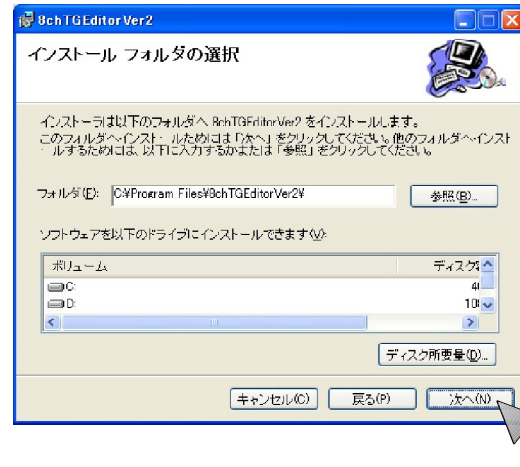 8chTGEditorVer2
インストール フォルダの選択
インストーラは以下のフォルダへ 8chTGEditorVer2 をインストールします。
このフォルダへインストールためには「次へ」をクリックしてください。他のフォルダへインスト
ールするためには、以下に入力するかまたは「参照」をクリックしてください。
フォルダ(F): C:¥Program Files¥8chTGEditorVer2¥
参照(B)...
ソフトウェアを以下のドライブにインストールできます(V):
ボリューム ディスク
C:
D:
ディスク所要量(D)...
キャンセル(C) 戻る(P) 次へ(N)